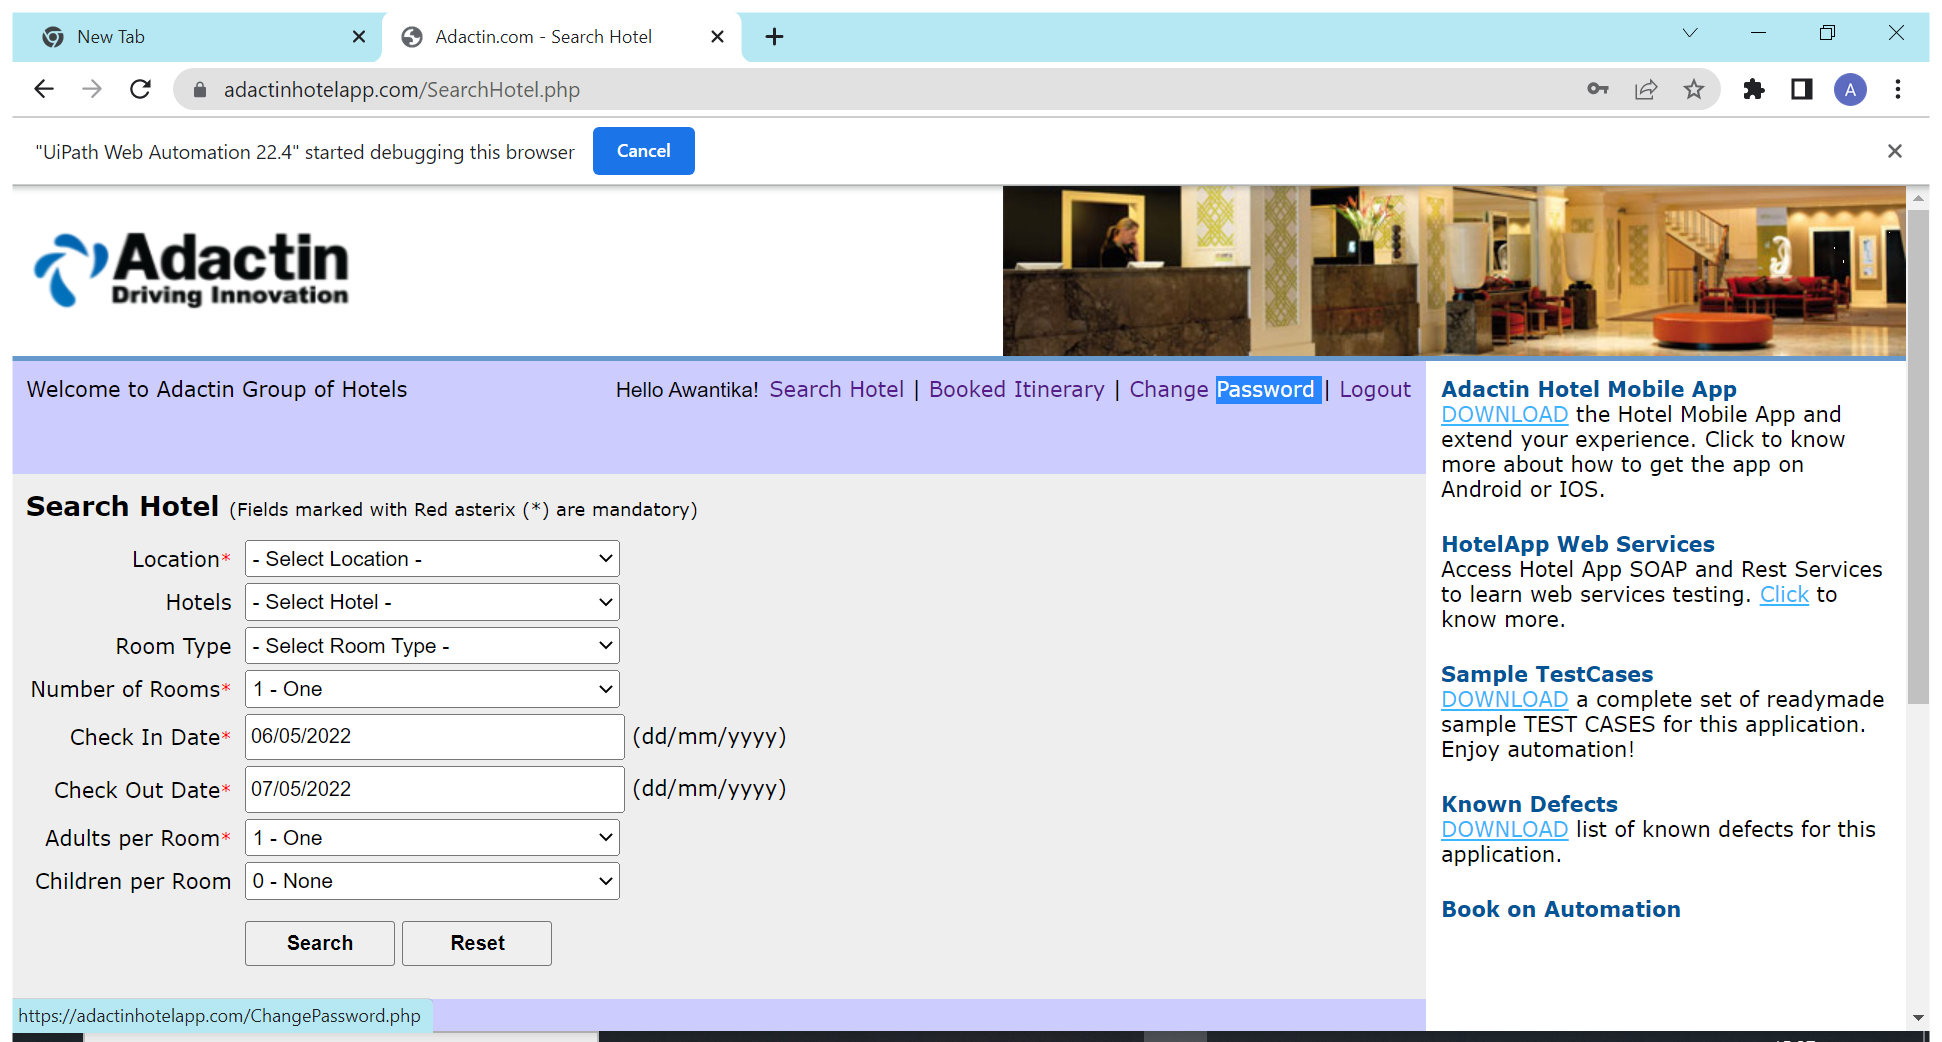 New Tab
Adactin.com - Search Hotel
adactinhotelapp.com/SearchHotel.php
A
"UiPath Web Automation 22.4" started debugging this browser
Cancel
Adactin
Driving Innovation
Welcome to Adactin Group of Hotels
Hello Awantika! Search Hotel | Booked Itinerary | Change Password | Logout
Search Hotel (Fields marked with Red asterix (*) are mandatory)
Location* - Select Location -
Hotels - Select Hotel -
Room Type - Select Room Type -
Number of Rooms* 1 - One
Check In Date* 06/05/2022 (dd/mm/yyyy)
Check Out Date* 07/05/2022 (dd/mm/yyyy)
Adults per Room* 1 - One
Children per Room 0 - None
Search Reset
Adactin Hotel Mobile App
DOWNLOAD the Hotel Mobile App and
extend your experience. Click to know
more about how to get the app on
Android or IOS.
HotelApp Web Services
Access Hotel App SOAP and Rest Services
to learn web services testing. Click to
know more.
Sample TestCases
DOWNLOAD a complete set of readymade
sample TEST CASES for this application.
Enjoy automation!
Known Defects
DOWNLOAD list of known defects for this
application.
Book on Automation
https://adactinhotelapp.com/ChangePassword.php